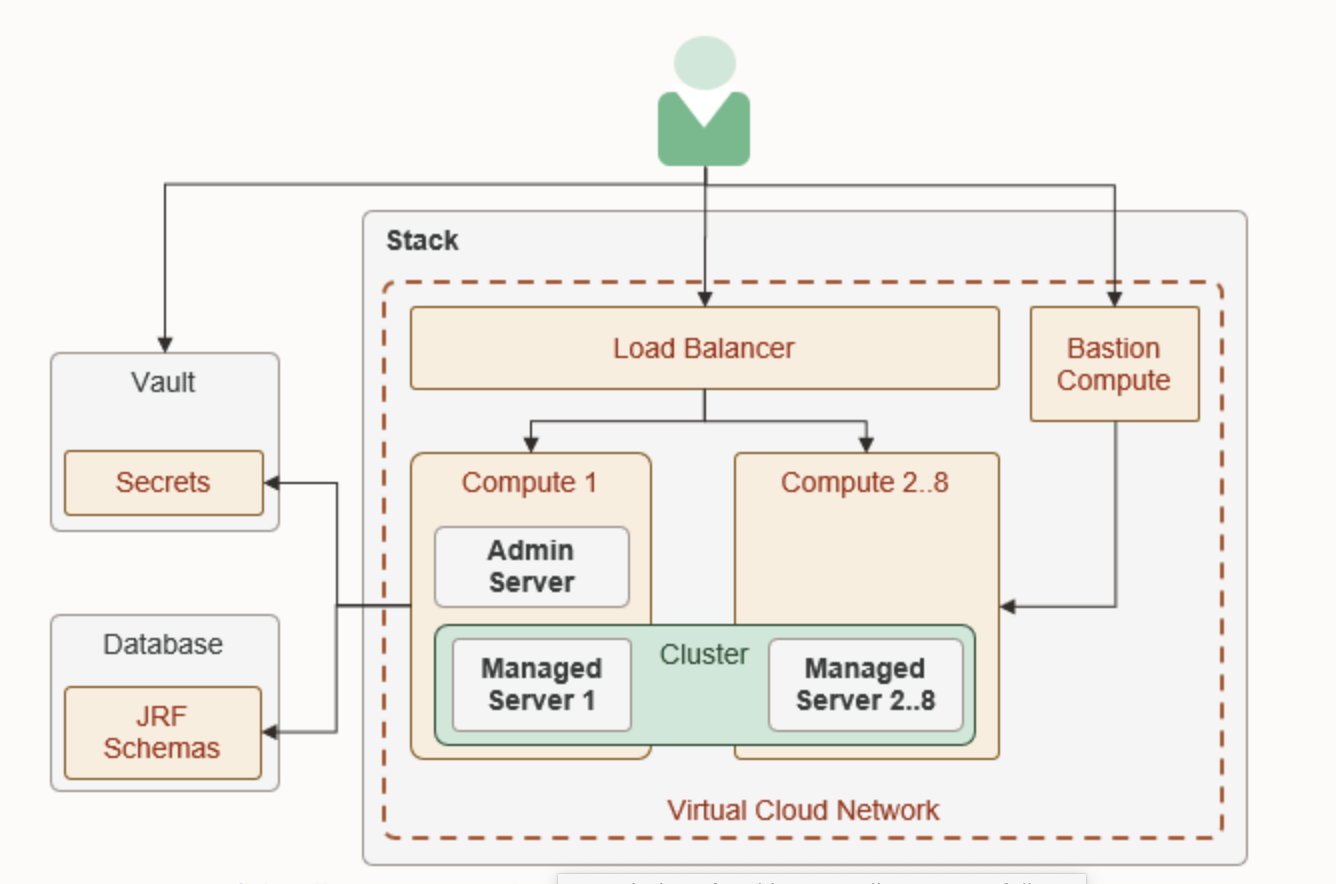 Stack
Load Balancer
Bastion
Compute
Vault
Secrets
Compute 1
Compute 2..8
Admin
Server
Database
JRF
Schemas
Cluster
Managed
Server 1
Managed
Server 2..8
Virtual Cloud Network